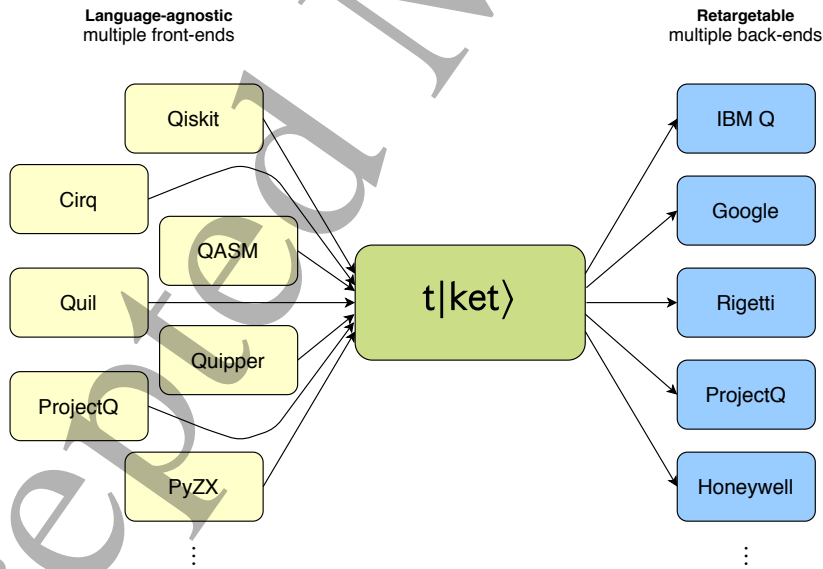 Language-agnostic
multiple front-ends
Retargetable
multiple back-ends
Qiskit
Cirq
QASM
Quil
Quipper
ProjectQ
PyZX
⋮
t|ket⟩
IBM Q
Google
Rigetti
ProjectQ
Honeywell
⋮
epted M